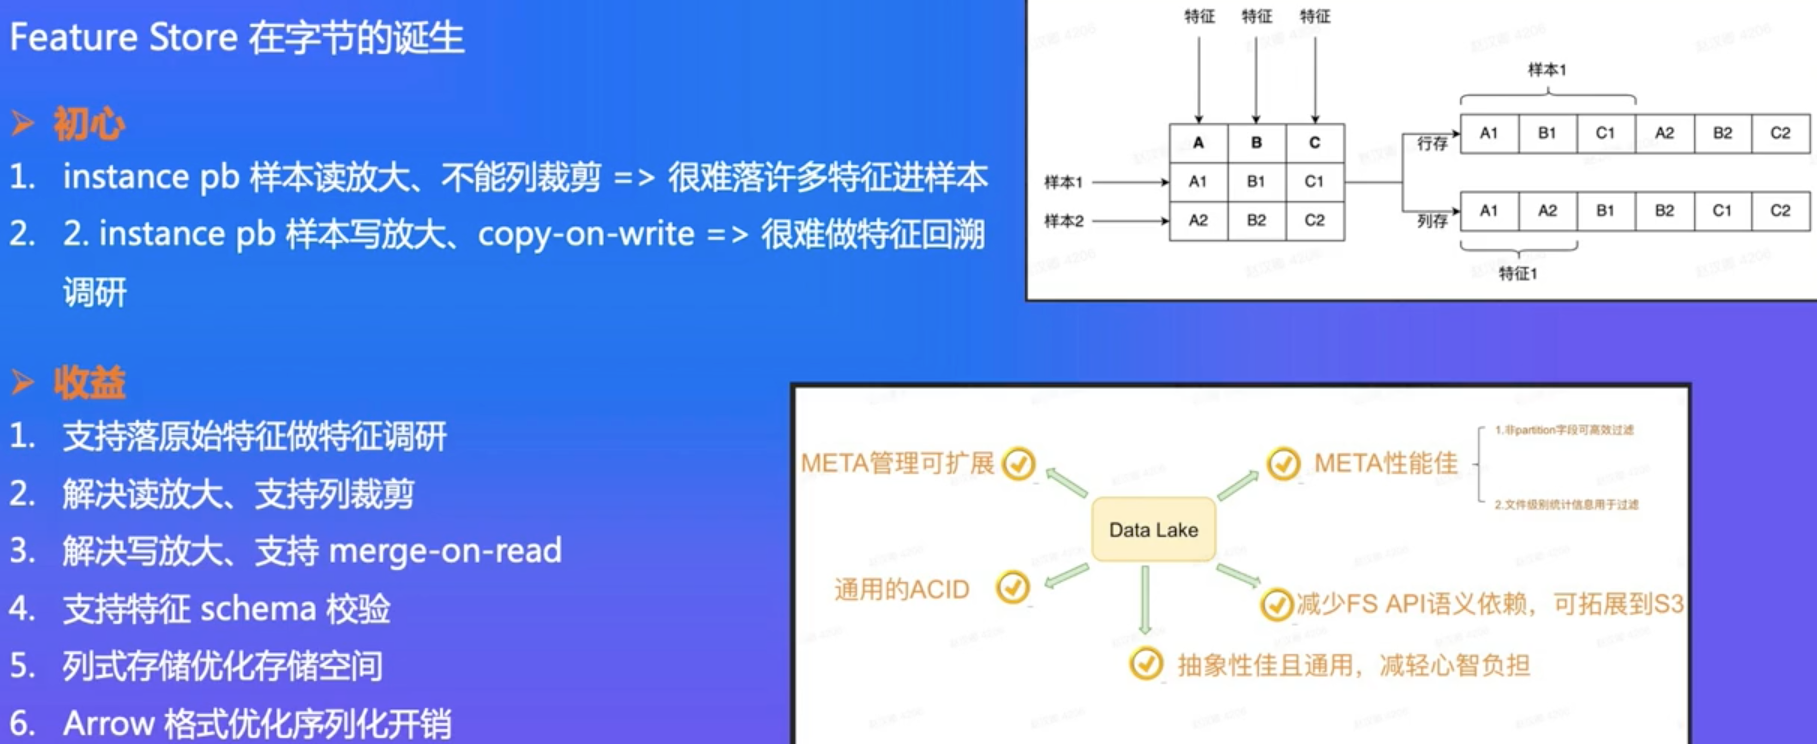 Feature Store 在字节的诞生
➢ 初心
1. instance pb 样本读放大、不能列裁剪 => 很难落许多特征进样本
2. 2. instance pb 样本写放大、copy-on-write => 很难做特征回溯
调研
➢ 收益
1. 支持落原始特征做特征调研
2. 解决读放大、支持列裁剪
3. 解决写放大、支持 merge-on-read
4. 支持特征 schema 校验
5. 列式存储优化存储空间
6. Arrow 格式优化序列化开销
特征 特征 特征
A B C
样本1 A1 B1 C1
样本2 A2 B2 C2
样本1
行存 A1 B1 C1 A2 B2 C2
列存 A1 A2 B1 B2 C1 C2
特征1
META管理可扩展
META性能佳
1.非partition字段可高效过滤
2.文件级别统计信息用于过滤
Data Lake
通用的ACID
减少FS API语义依赖，可拓展到S3
抽象性佳且通用，减轻心智负担